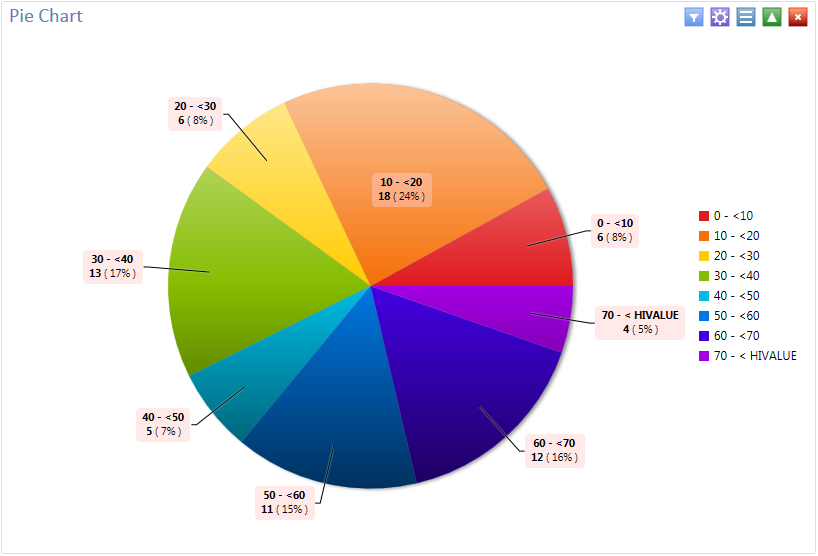 Pie Chart
20 - <30
6 ( 8% )
10 - <20
18 ( 24% )
0 - <10
6 ( 8% )
30 - <40
13 ( 17% )
70 - < HIVALUE
4 ( 5% )
40 - <50
5 ( 7% )
60 - <70
12 ( 16% )
50 - <60
11 ( 15% )
0 - <10
10 - <20
20 - <30
30 - <40
40 - <50
50 - <60
60 - <70
70 - < HIVALUE